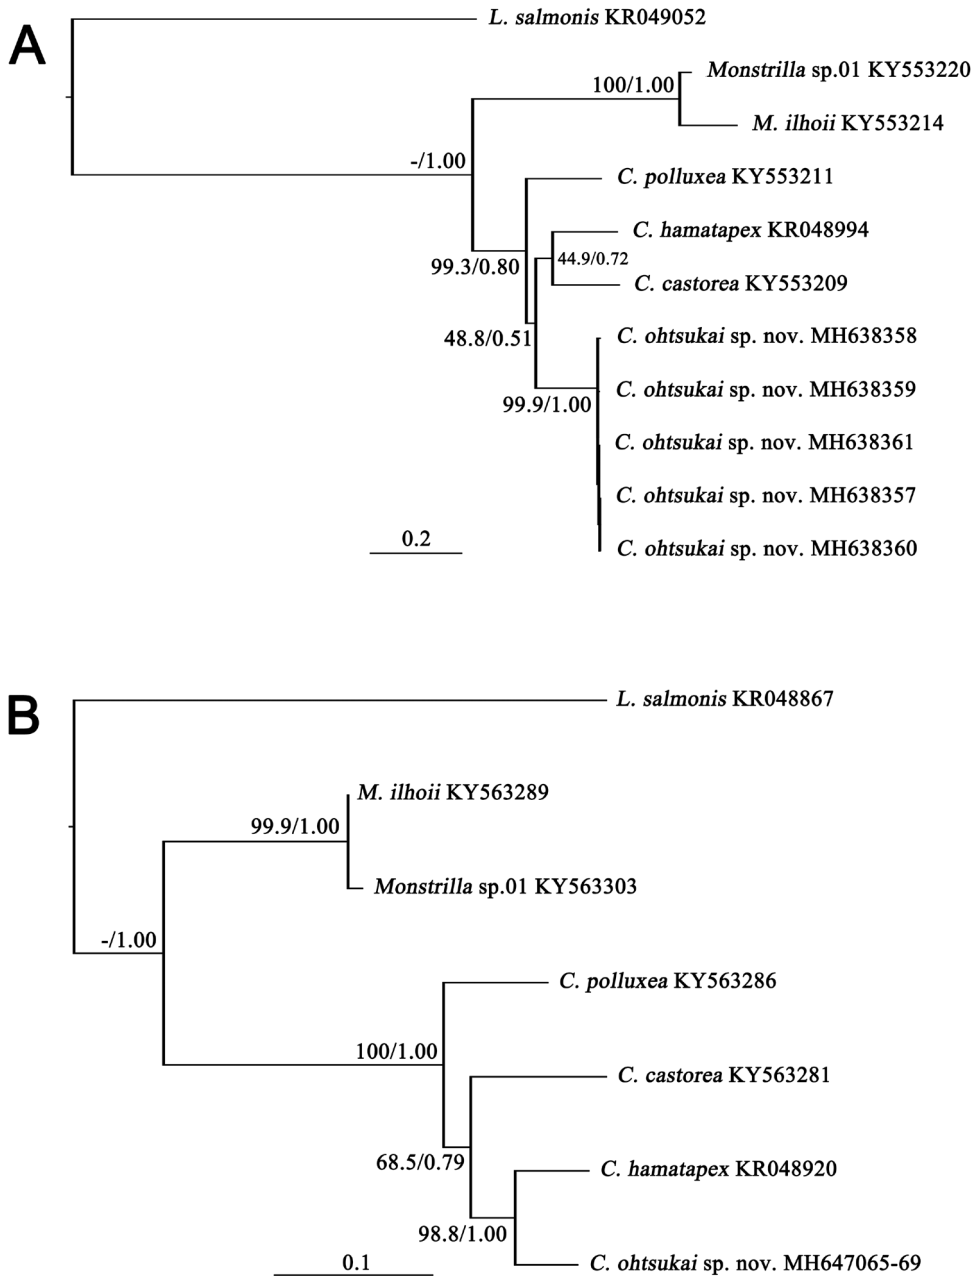 A
L. salmonis KR049052
Monstrilla sp.01 KY553220
100/1.00
M. ilhoii KY553214
-/1.00
C. polluxea KY553211
C. hamatapex KR048994
44.9/0.72
99.3/0.80
C. castorea KY553209
48.8/0.51
C. ohtsukai sp. nov. MH638358
C. ohtsukai sp. nov. MH638359
99.9/1.00
C. ohtsukai sp. nov. MH638361
C. ohtsukai sp. nov. MH638357
0.2
C. ohtsukai sp. nov. MH638360
B
L. salmonis KR048867
M. ilhoii KY563289
99.9/1.00
Monstrilla sp.01 KY563303
-/1.00
C. polluxea KY563286
100/1.00
C. castorea KY563281
68.5/0.79
C. hamatapex KR048920
98.8/1.00
0.1
C. ohtsukai sp. nov. MH647065-69